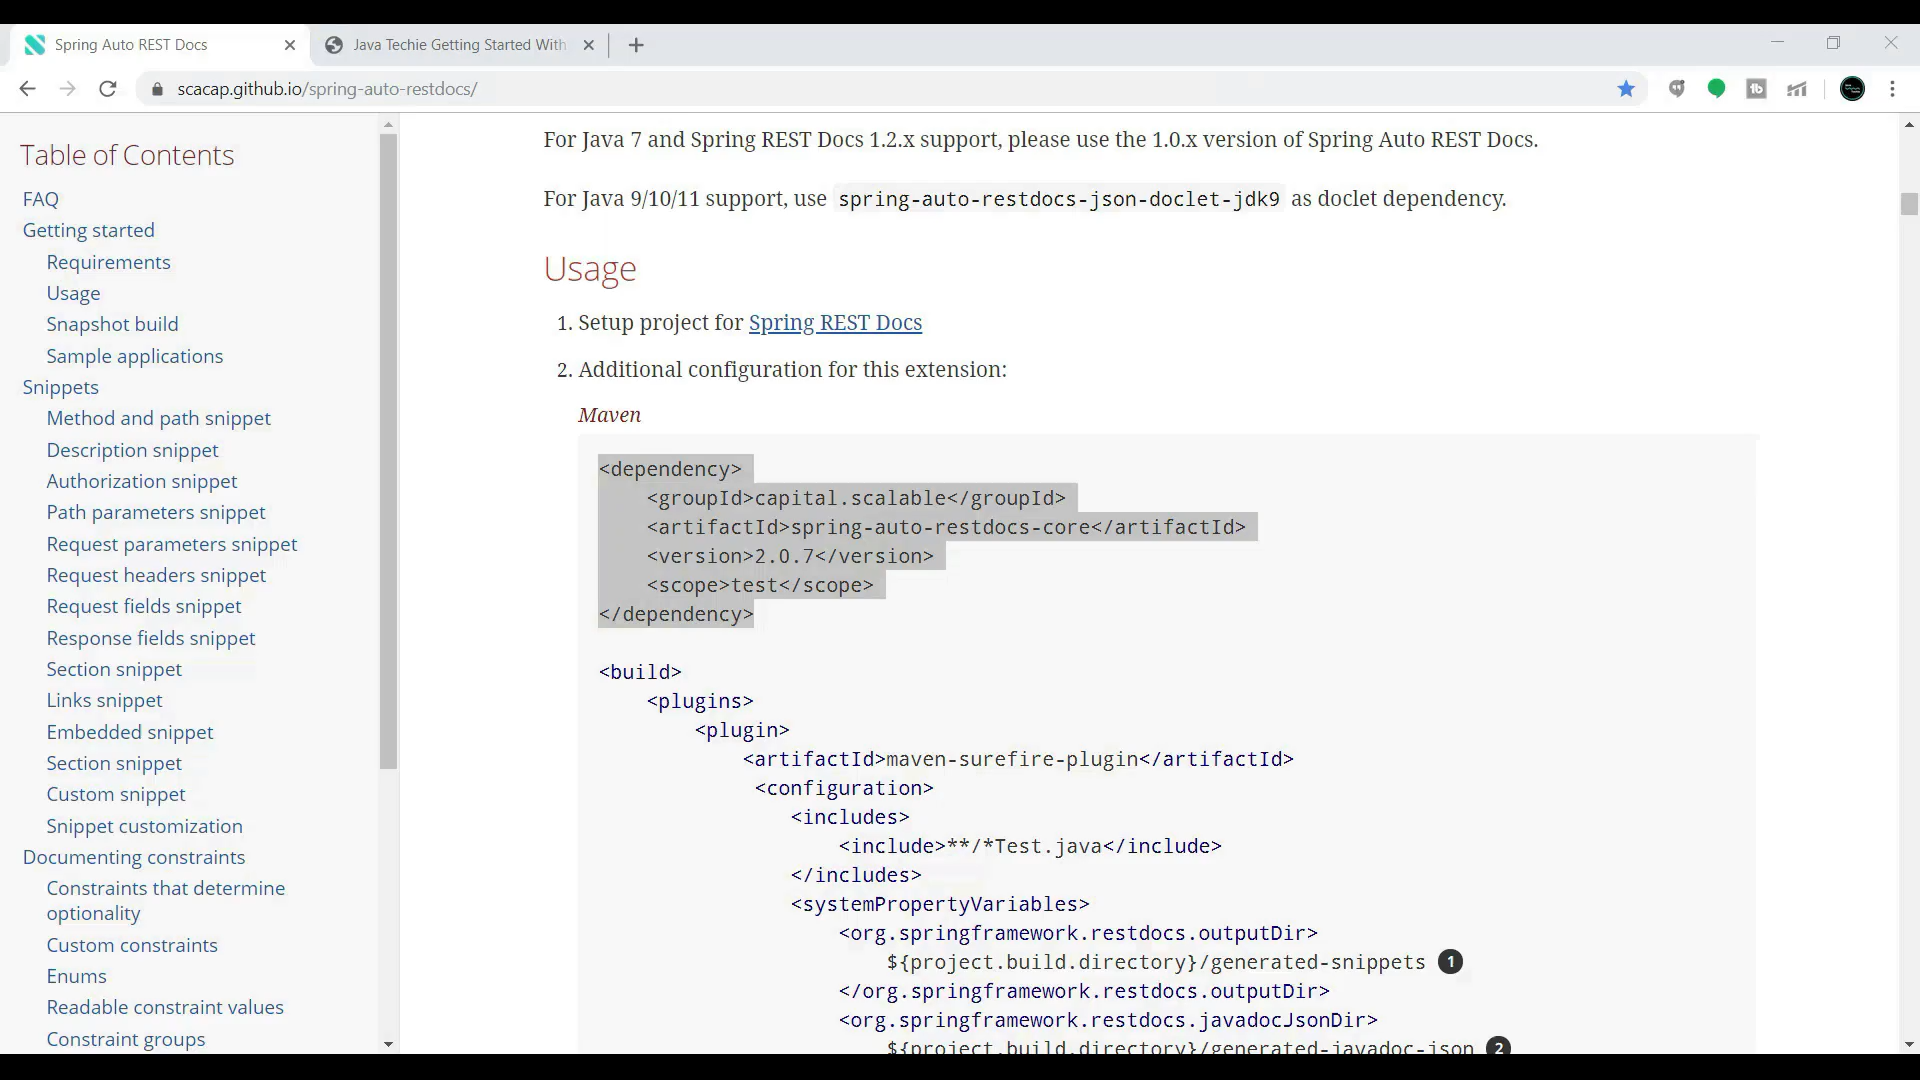 Spring Auto REST Docs
Java Techie Getting Started With
scacap.github.io/spring-auto-restdocs/
Table of Contents
FAQ
Getting started
Requirements
Usage
Snapshot build
Sample applications
Snippets
Method and path snippet
Description snippet
Authorization snippet
Path parameters snippet
Request parameters snippet
Request headers snippet
Request fields snippet
Response fields snippet
Section snippet
Links snippet
Embedded snippet
Section snippet
Custom snippet
Snippet customization
Documenting constraints
Constraints that determine
optionality
Custom constraints
Enums
Readable constraint values
Constraint groups
For Java 7 and Spring REST Docs 1.2.x support, please use the 1.0.x version of Spring Auto REST Docs.
For Java 9/10/11 support, use spring-auto-restdocs-json-doclet-jdk9 as doclet dependency.
Usage
1. Setup project for Spring REST Docs
2. Additional configuration for this extension:
Maven
<dependency>
<groupId>capital.scalable</groupId>
<artifactId>spring-auto-restdocs-core</artifactId>
<version>2.0.7</version>
<scope>test</scope>
</dependency>
<build>
<plugins>
<plugin>
<artifactId>maven-surefire-plugin</artifactId>
<configuration>
<includes>
<include>**/*Test.java</include>
</includes>
<systemPropertyVariables>
<org.springframework.restdocs.outputDir>
${project.build.directory}/generated-snippets 1
</org.springframework.restdocs.outputDir>
<org.springframework.restdocs.javadocJsonDir>
${project.build.directory}/generated-javadoc-json 2